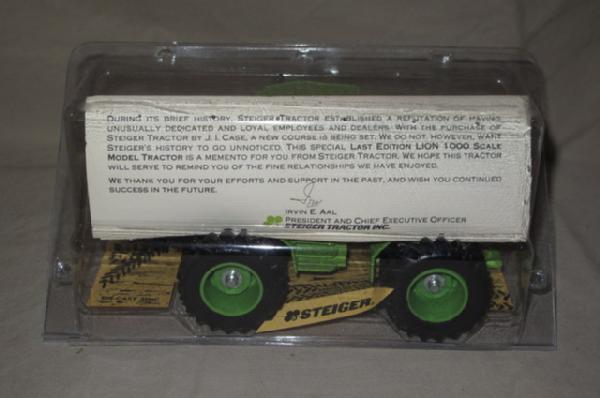 DURING ITS BRIEF HISTORY, STEIGER TRACTOR ESTABLISHED A REPUTATION OF HAVING
UNUSUALLY DEDICATED AND LOYAL EMPLOYEES AND DEALERS. WITH THE PURCHASE OF
STEIGER TRACTOR BY J. I. CASE, A NEW COURSE IS BEING SET. WE DO NOT, HOWEVER, WANT
STEIGER'S HISTORY TO GO UNNOTICED. THIS SPECIAL LAST EDITION LION 1000 SCALE
MODEL TRACTOR IS A MEMENTO FOR YOU FROM STEIGER TRACTOR. WE HOPE THIS TRACTOR
WILL SERVE TO REMIND YOU OF THE FINE RELATIONSHIPS WE HAVE ENJOYED.
WE THANK YOU FOR YOUR EFFORTS AND SUPPORT IN THE PAST, AND WISH YOU CONTINUED
SUCCESS IN THE FUTURE.
IRVIN E. AAL
PRESIDENT AND CHIEF EXECUTIVE OFFICER
STEIGER TRACTOR INC.
STEIGER.
DIE-CAST